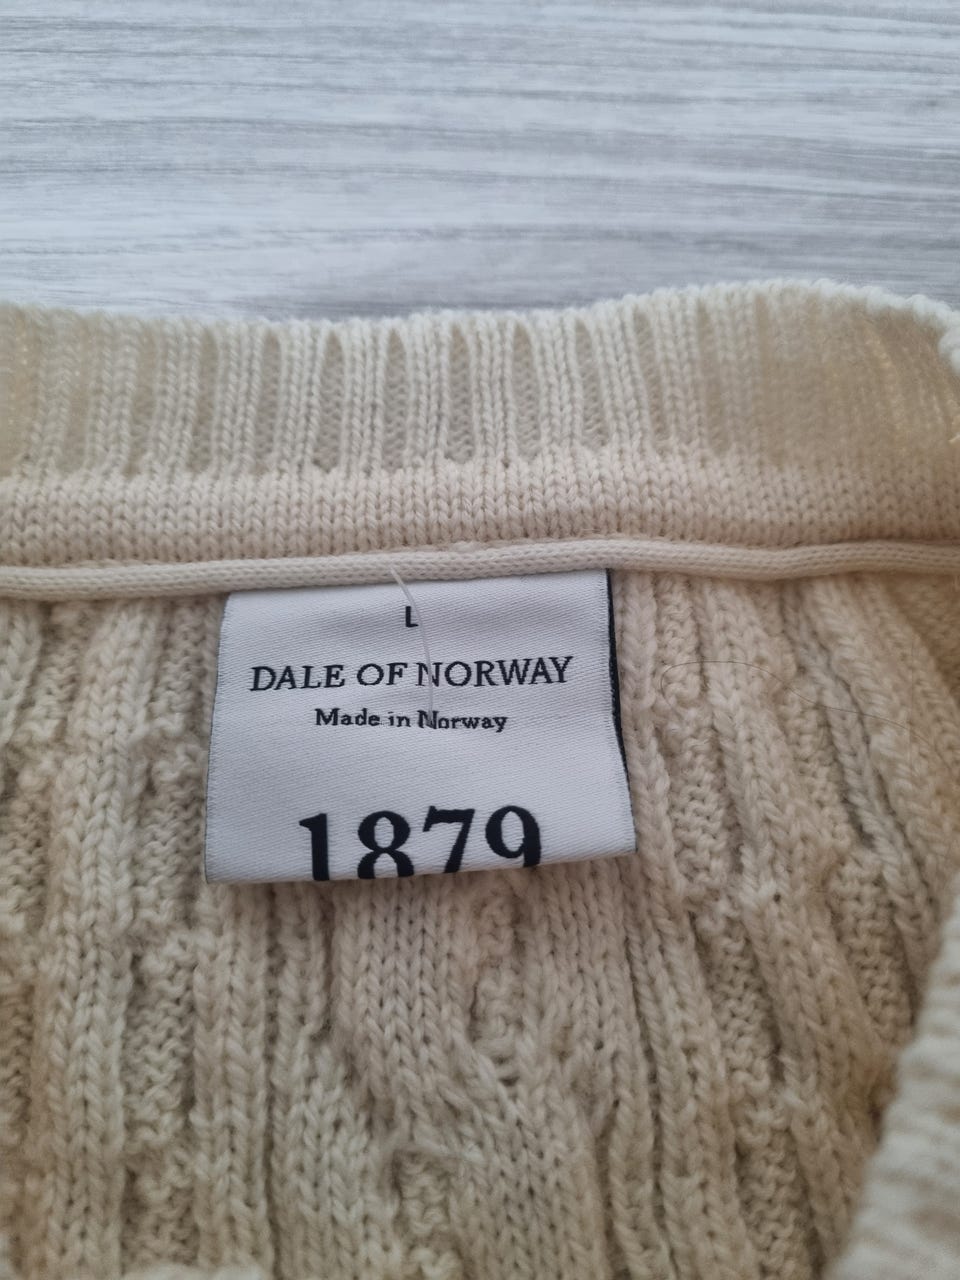 L
DALE OF NORWAY
Made in Norway
1879